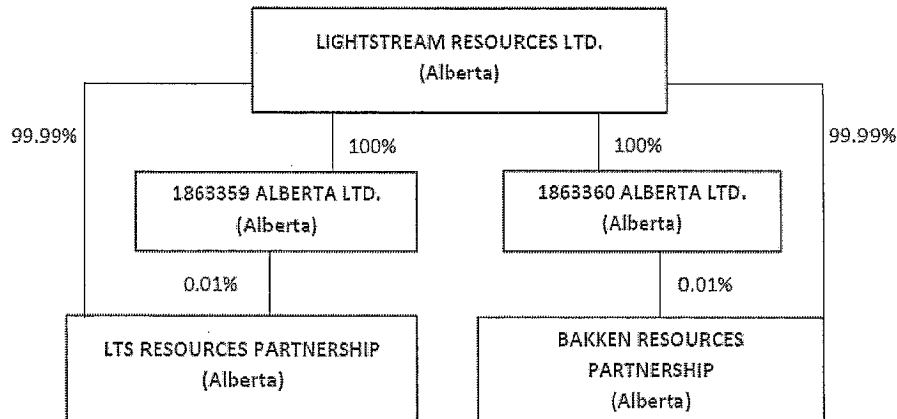 LIGHTSTREAM RESOURCES LTD.
(Alberta)
99.99%
100%
100%
99.99%
1863359 ALBERTA LTD.
(Alberta)
1863360 ALBERTA LTD.
(Alberta)
0.01%
0.01%
LTS RESOURCES PARTNERSHIP
(Alberta)
BAKKEN RESOURCES
PARTNERSHIP
(Alberta)